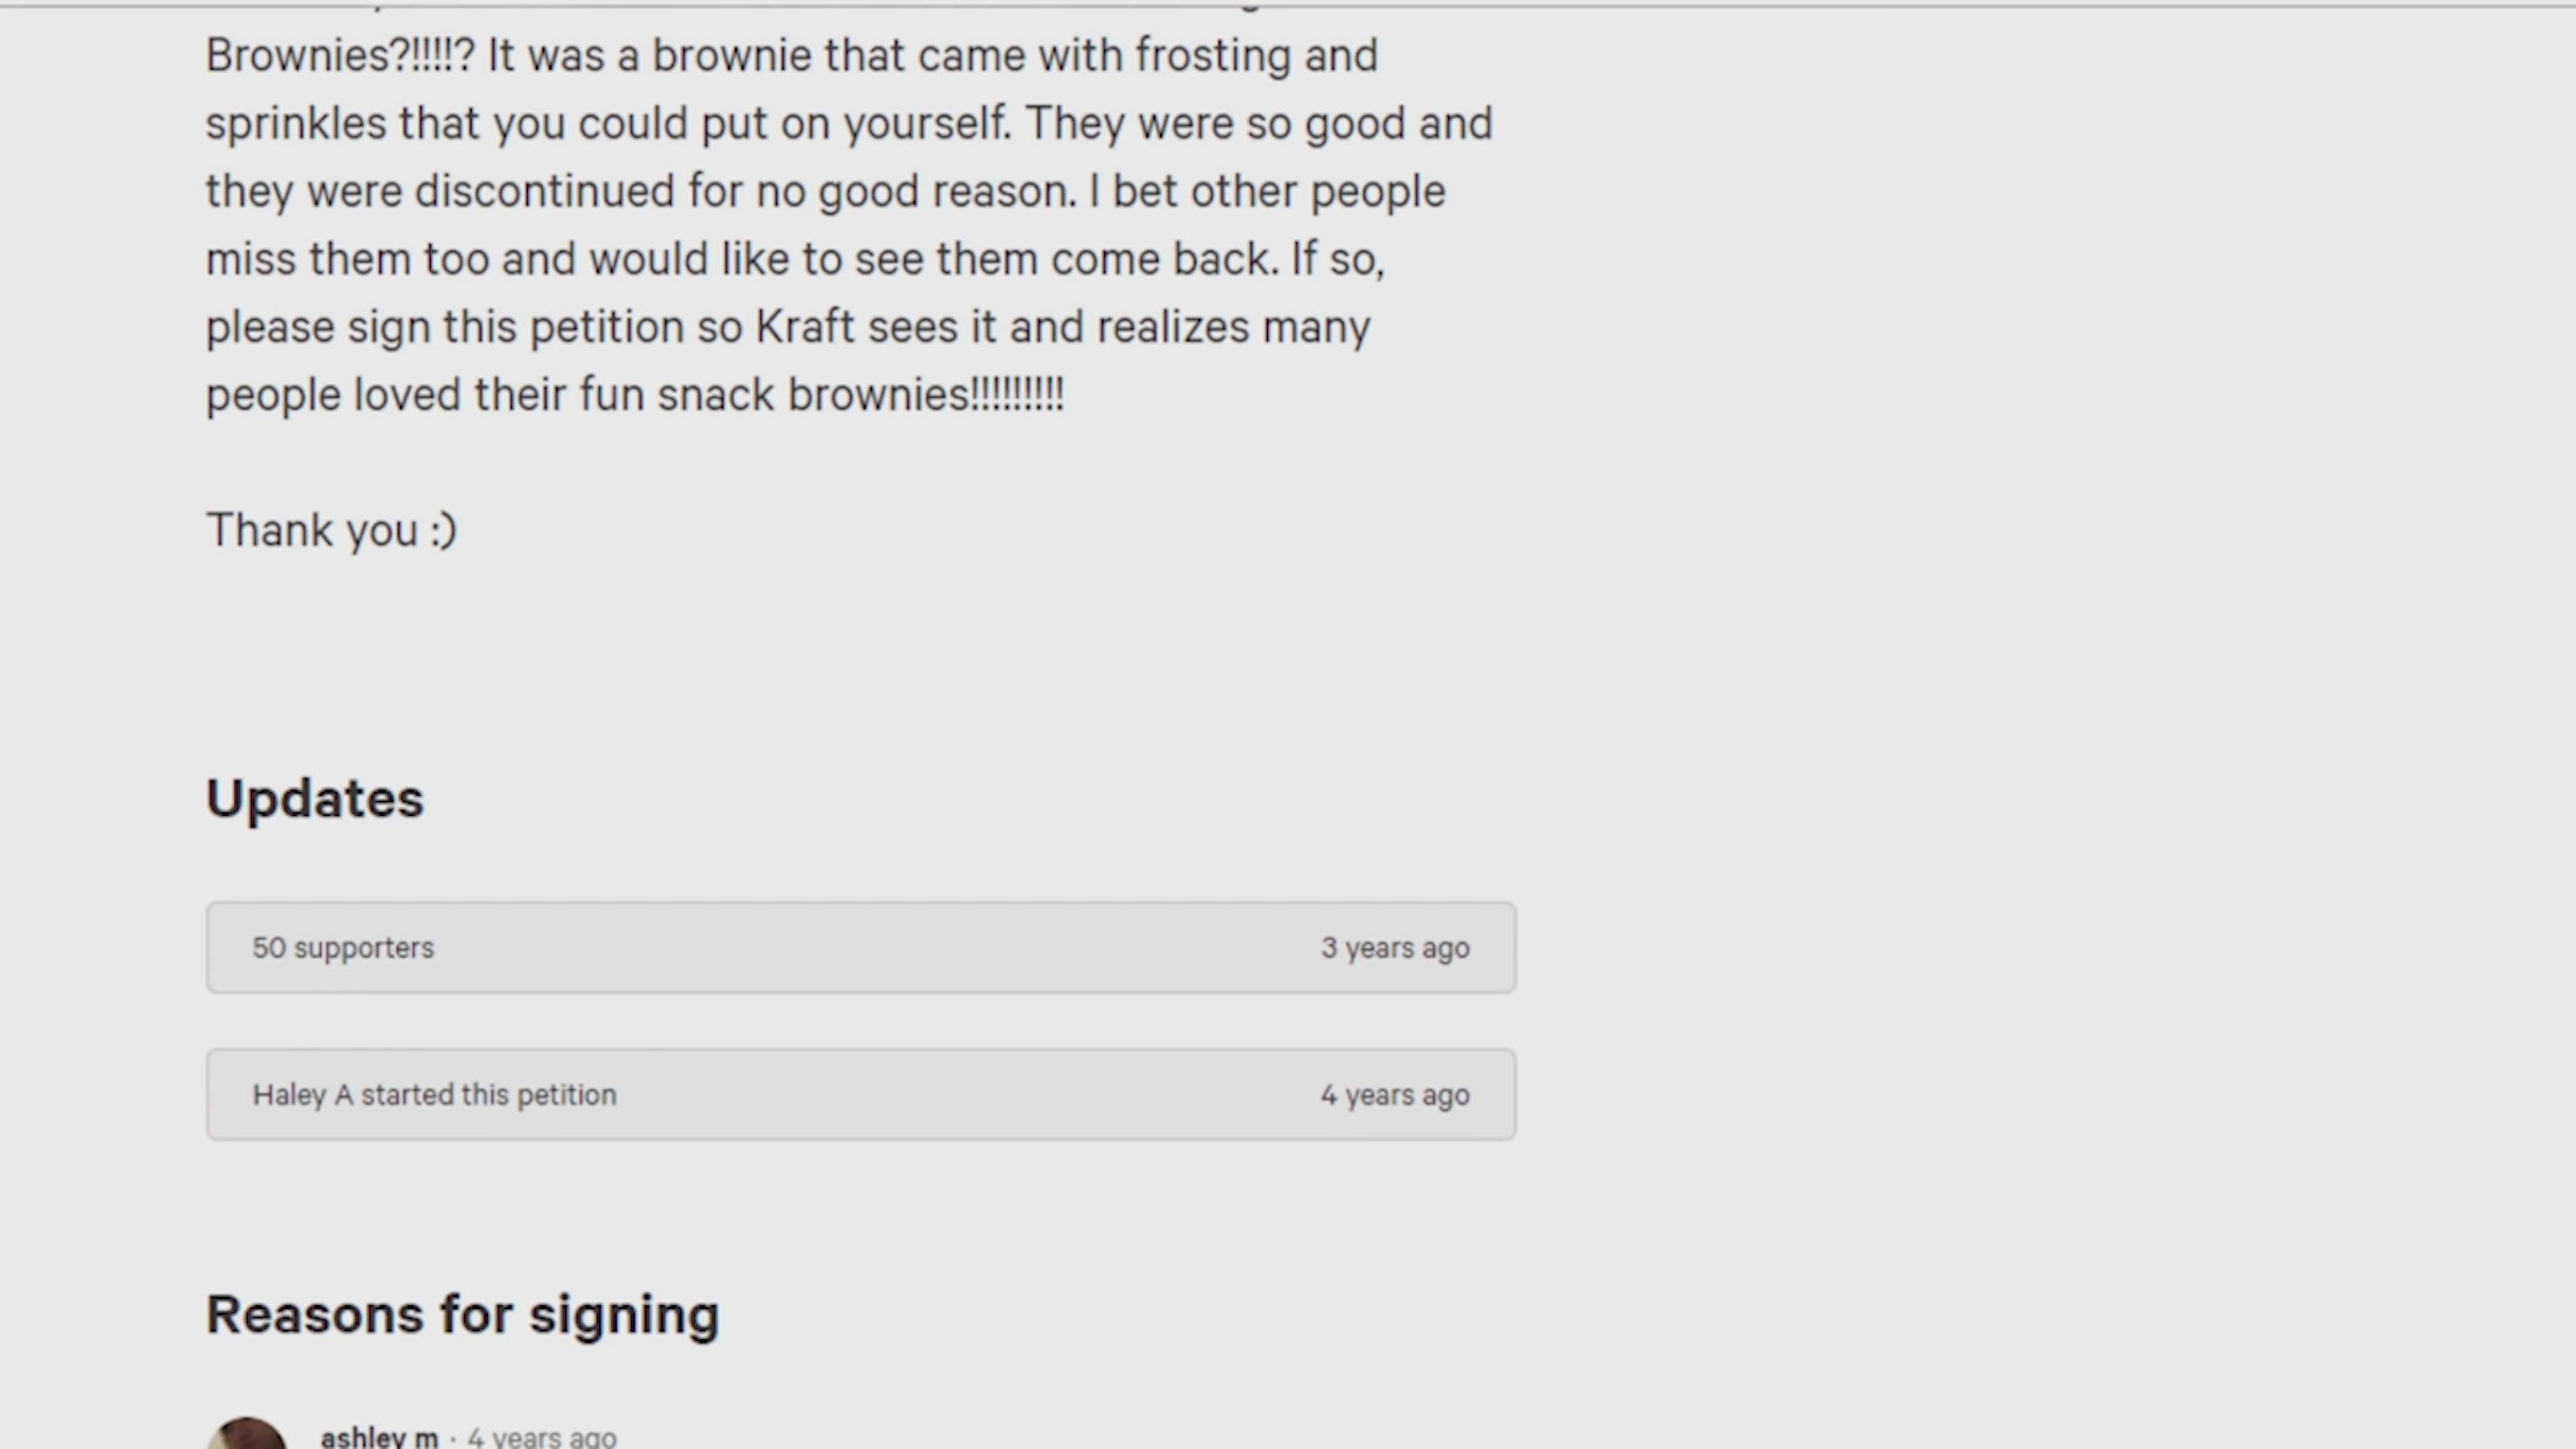 Brownies?!!!!? It was a brownie that came with frosting and
sprinkles that you could put on yourself. They were so good and
they were discontinued for no good reason. I bet other people
miss them too and would like to see them come back. If so,
please sign this petition so Kraft sees it and realizes many
people loved their fun snack brownies!!!!!!!!!
Thank you :)
Updates
50 supporters
3 years ago
Haley A started this petition
4 years ago
Reasons for signing
ashley m · 4 years ago